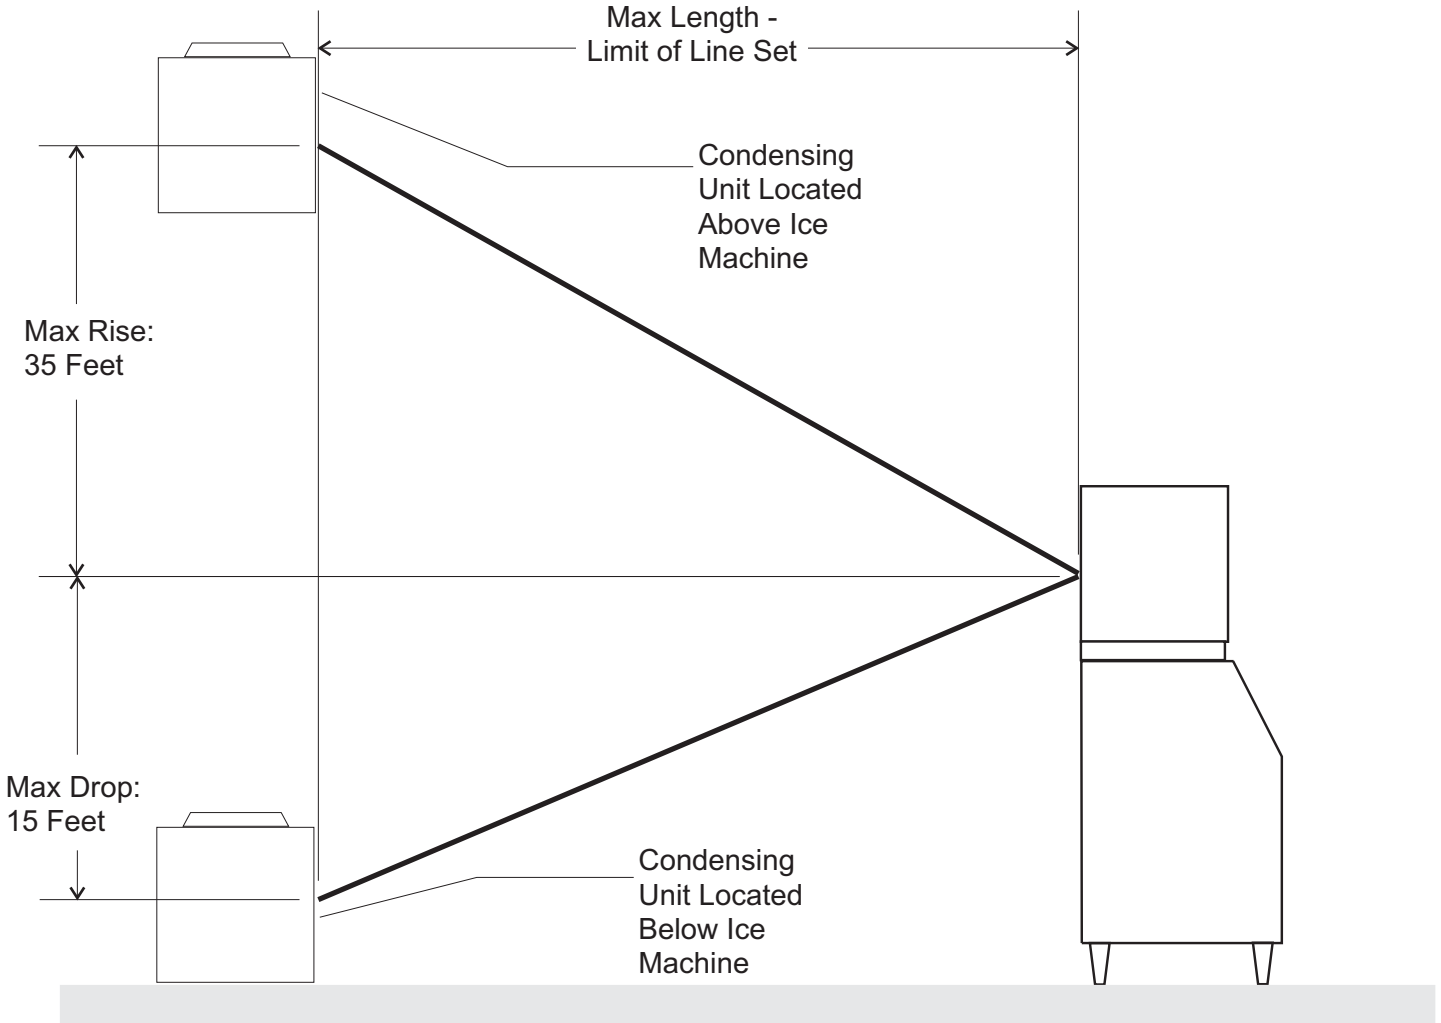 Max Length -
Limit of Line Set
Condensing
Unit Located
Above Ice
Machine
Max Rise:
35 Feet
Max Drop:
15 Feet
Condensing
Unit Located
Below Ice
Machine